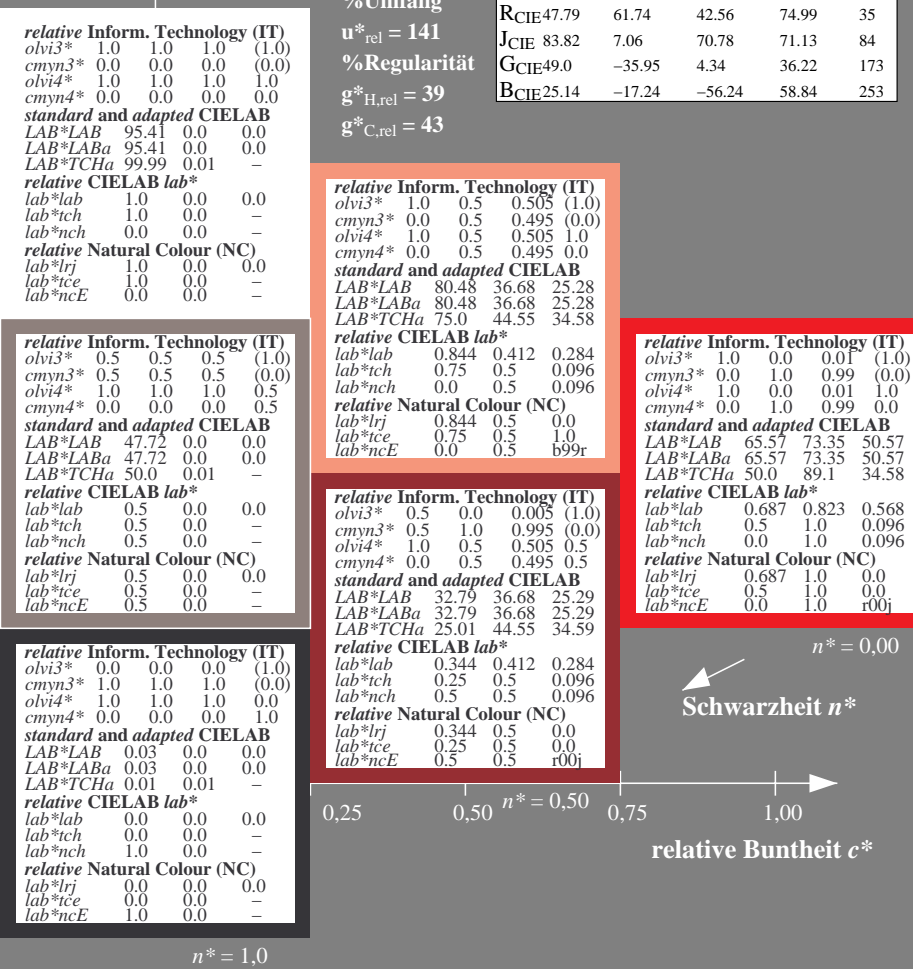 %Umfang
u*rel = 141
%Regularität
g*H,rel = 39
g*C,rel = 43
RCIE 47.79 61.74 42.56 74.99 35
JCIE 83.82 7.06 70.78 71.13 84
GCIE 49.0 −35.95 4.34 36.22 173
BCIE 25.14 −17.24 −56.24 58.84 253
relative Inform. Technology (IT)
olvi3* 1.0 1.0 1.0 (1.0)
cmyn3* 0.0 0.0 0.0 (0.0)
olvi4* 1.0 1.0 1.0 1.0
cmyn4* 0.0 0.0 0.0 0.0
standard and adapted CIELAB
LAB*LAB 95.41 0.0 0.0
LAB*LABa 95.41 0.0 0.0
LAB*TCHa 99.99 0.01 –
relative CIELAB lab*
lab*lab 1.0 0.0 0.0
lab*tch 1.0 0.0 –
lab*nch 0.0 0.0 –
relative Natural Colour (NC)
lab*lrj 1.0 0.0 0.0
lab*tce 1.0 0.0 –
lab*ncE 0.0 0.0 –
relative Inform. Technology (IT)
olvi3* 1.0 0.5 0.505 (1.0)
cmyn3* 0.0 0.5 0.495 (0.0)
olvi4* 1.0 0.5 0.505 1.0
cmyn4* 0.0 0.5 0.495 0.0
standard and adapted CIELAB
LAB*LAB 80.48 36.68 25.28
LAB*LABa 80.48 36.68 25.28
LAB*TCHa 75.0 44.55 34.58
relative CIELAB lab*
lab*lab 0.844 0.412 0.284
lab*tch 0.75 0.5 0.096
lab*nch 0.0 0.5 0.096
relative Natural Colour (NC)
lab*lrj 0.844 0.5 0.0
lab*tce 0.75 0.5 1.0
lab*ncE 0.0 0.5 b99r
relative Inform. Technology (IT)
olvi3* 0.5 0.5 0.5 (1.0)
cmyn3* 0.5 0.5 0.5 (0.0)
olvi4* 1.0 1.0 1.0 0.5
cmyn4* 0.0 0.0 0.0 0.5
standard and adapted CIELAB
LAB*LAB 47.72 0.0 0.0
LAB*LABa 47.72 0.0 0.0
LAB*TCHa 50.0 0.01 –
relative CIELAB lab*
lab*lab 0.5 0.0 0.0
lab*tch 0.5 0.0 –
lab*nch 0.5 0.0 –
relative Natural Colour (NC)
lab*lrj 0.5 0.0 0.0
lab*tce 0.5 0.0 –
lab*ncE 0.5 0.0 –
relative Inform. Technology (IT)
olvi3* 1.0 0.0 0.01 (1.0)
cmyn3* 0.0 1.0 0.99 (0.0)
olvi4* 1.0 0.0 0.01 1.0
cmyn4* 0.0 1.0 0.99 0.0
standard and adapted CIELAB
LAB*LAB 65.57 73.35 50.57
LAB*LABa 65.57 73.35 50.57
LAB*TCHa 50.0 89.1 34.58
relative CIELAB lab*
lab*lab 0.687 0.823 0.568
lab*tch 0.5 1.0 0.096
lab*nch 0.0 1.0 0.096
relative Natural Colour (NC)
lab*lrj 0.687 1.0 0.0
lab*tce 0.5 1.0 0.0
lab*ncE 0.0 1.0 r00j
relative Inform. Technology (IT)
olvi3* 0.5 0.0 0.005 (1.0)
cmyn3* 0.5 1.0 0.995 (0.0)
olvi4* 1.0 0.5 0.505 0.5
cmyn4* 0.0 0.5 0.495 0.5
standard and adapted CIELAB
LAB*LAB 32.79 36.68 25.29
LAB*LABa 32.79 36.68 25.29
LAB*TCHa 25.01 44.55 34.59
relative CIELAB lab*
lab*lab 0.344 0.412 0.284
lab*tch 0.25 0.5 0.096
lab*nch 0.5 0.5 0.096
relative Natural Colour (NC)
lab*lrj 0.344 0.5 0.0
lab*tce 0.25 0.5 0.0
lab*ncE 0.5 0.5 r00j
relative Inform. Technology (IT)
olvi3* 0.0 0.0 0.0 (1.0)
cmyn3* 1.0 1.0 1.0 (0.0)
olvi4* 1.0 1.0 1.0 0.0
cmyn4* 0.0 0.0 0.0 1.0
standard and adapted CIELAB
LAB*LAB 0.03 0.0 0.0
LAB*LABa 0.03 0.0 0.0
LAB*TCHa 0.01 0.01 –
relative CIELAB lab*
lab*lab 0.0 0.0 0.0
lab*tch 0.0 0.0 –
lab*nch 1.0 0.0 –
relative Natural Colour (NC)
lab*lrj 0.0 0.0 0.0
lab*tce 0.0 0.0 –
lab*ncE 1.0 0.0 –
n* = 0,00
Schwarzheit n*
0,25 0,50 n* = 0,50 0,75 1,00
relative Buntheit c*
n* = 1,0